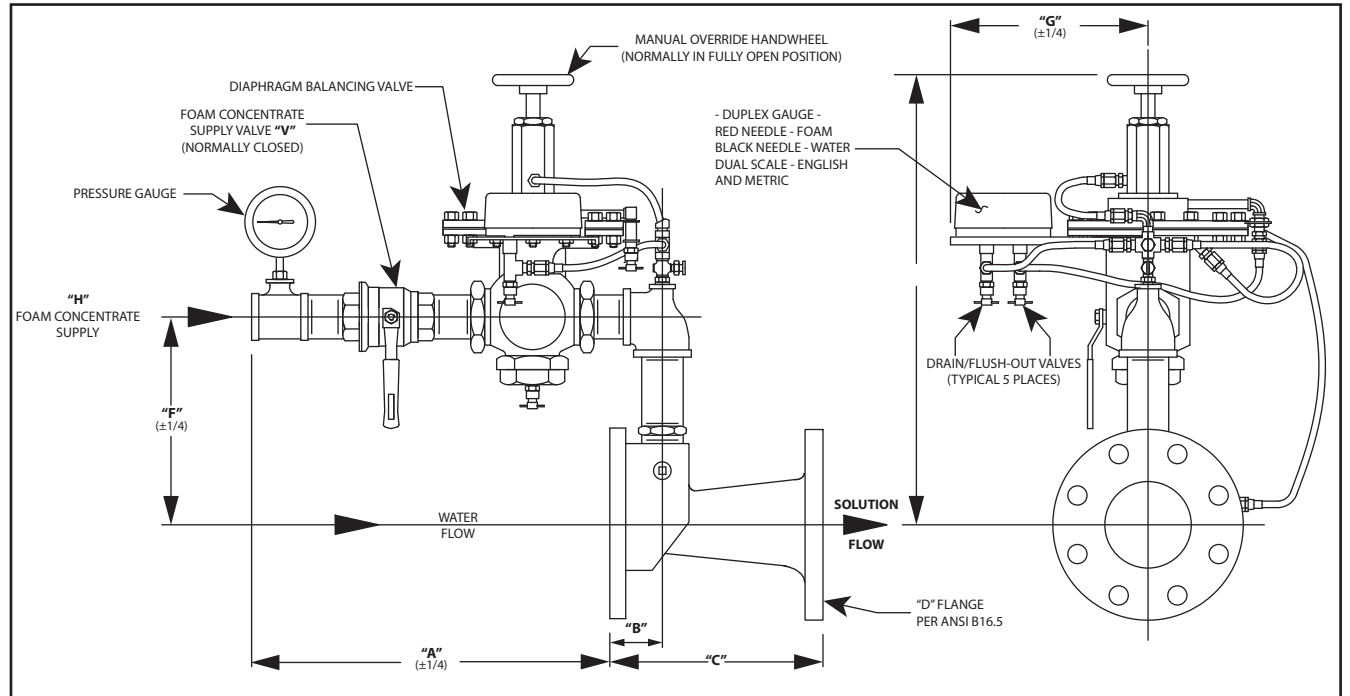 "G"
(±1/4)
MANUAL OVERRIDE HANDWHEEL
(NORMALLY IN FULLY OPEN POSITION)
DIAPHRAGM BALANCING VALVE
FOAM CONCENTRATE
SUPPLY VALVE "V"
(NORMALLY CLOSED)
- DUPLEX GAUGE -
RED NEEDLE - FOAM
BLACK NEEDLE - WATER
DUAL SCALE - ENGLISH
AND METRIC
PRESSURE GAUGE
"H"
FOAM CONCENTRATE
SUPPLY
DRAIN/FLUSH-OUT VALVES
(TYPICAL 5 PLACES)
"F"
(±1/4)
WATER
FLOW
SOLUTION
FLOW
"D" FLANGE
PER ANSI B16.5
"B"
"A"
(±1/4)
"C"